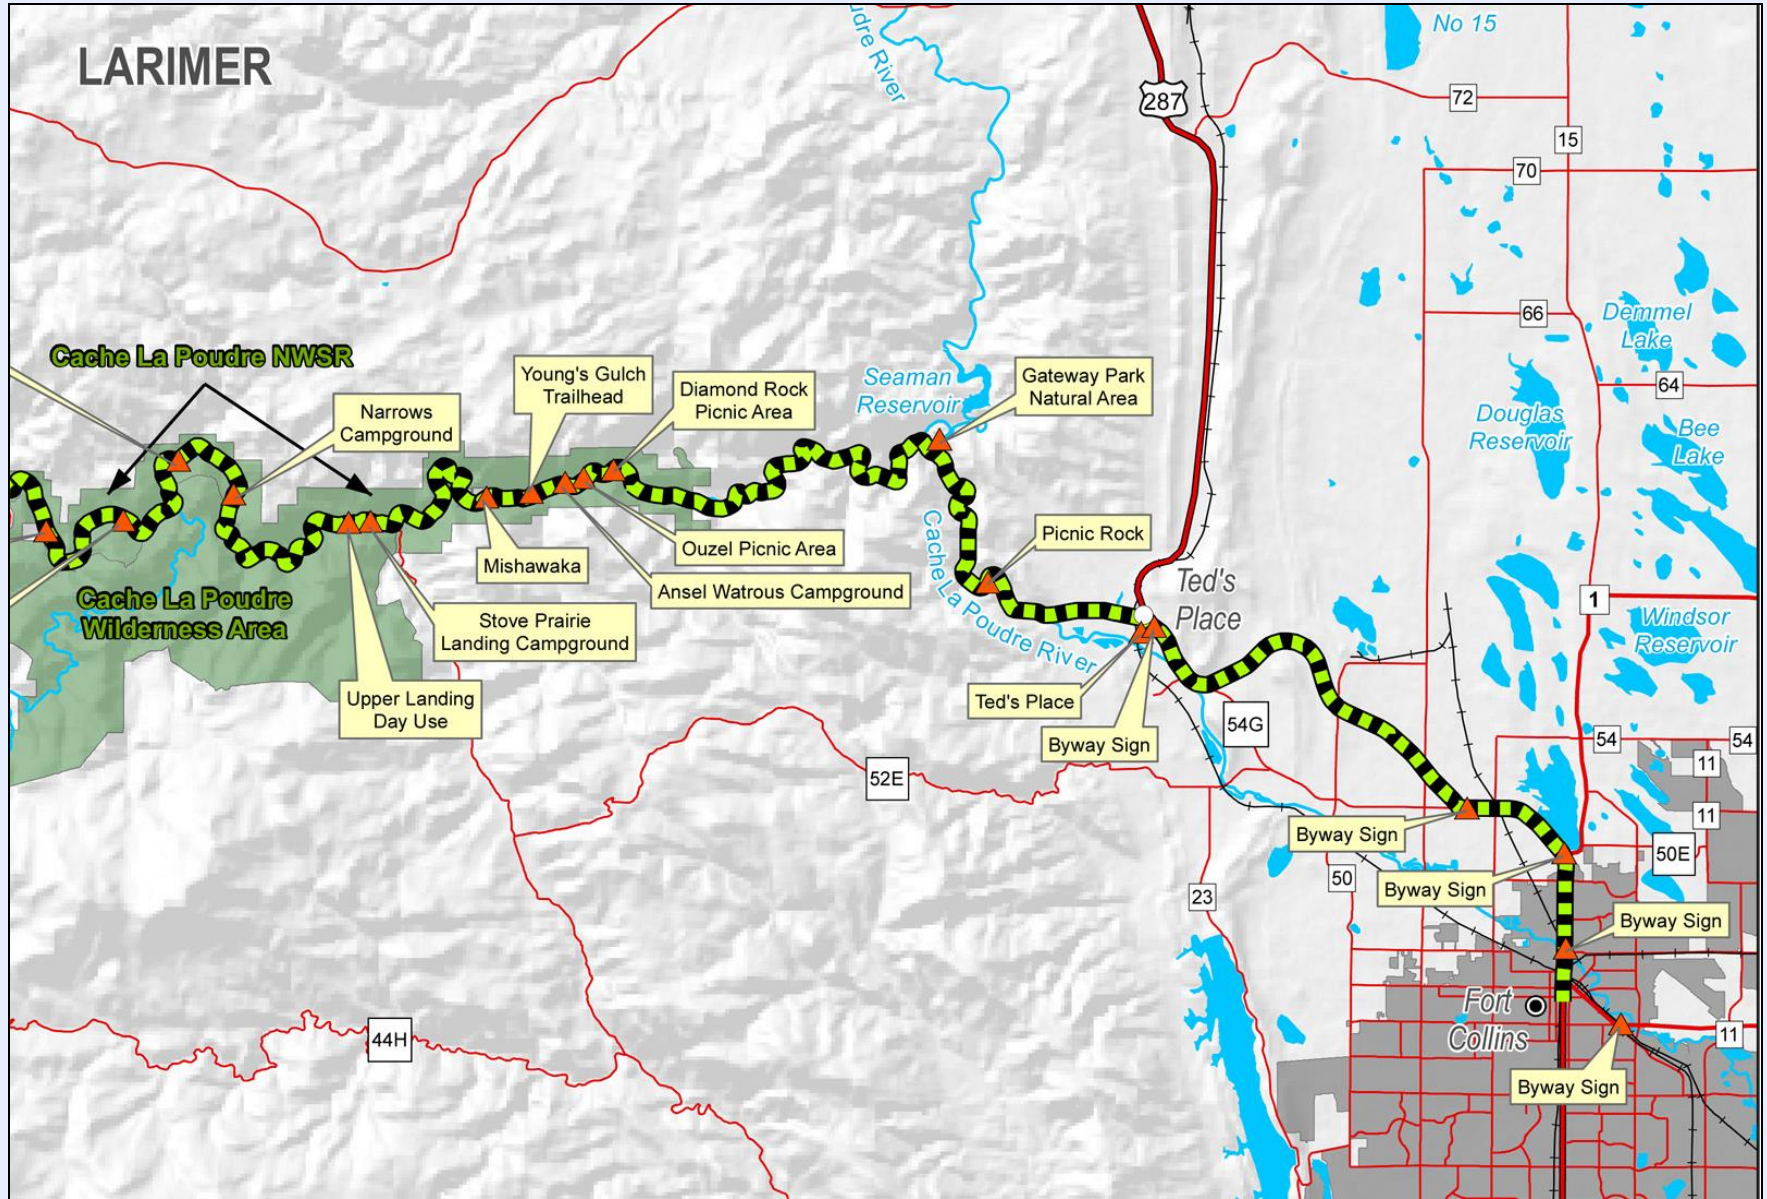 LARIMER
udre River
No 15
287
72
15
70
66
Demmel
Lake
64
Cache La Poudre NWSR
Young's Gulch
Trailhead
Diamond Rock
Picnic Area
Seaman
Reservoir
Gateway Park
Natural Area
Narrows
Campground
Douglas
Reservoir
Bee
Lake
Picnic Rock
Ouzel Picnic Area
Mishawaka
Ansel Watrous Campground
Cache La Poudre River
Ted's
Place
1
Windsor
Reservoir
Cache La Poudre
Wilderness Area
Stove Prairie
Landing Campground
Upper Landing
Day Use
Ted's Place
Byway Sign
54G
54
54
11
52E
11
Byway Sign
50E
50
Byway Sign
23
Byway Sign
Fort
Collins
11
44H
Byway Sign